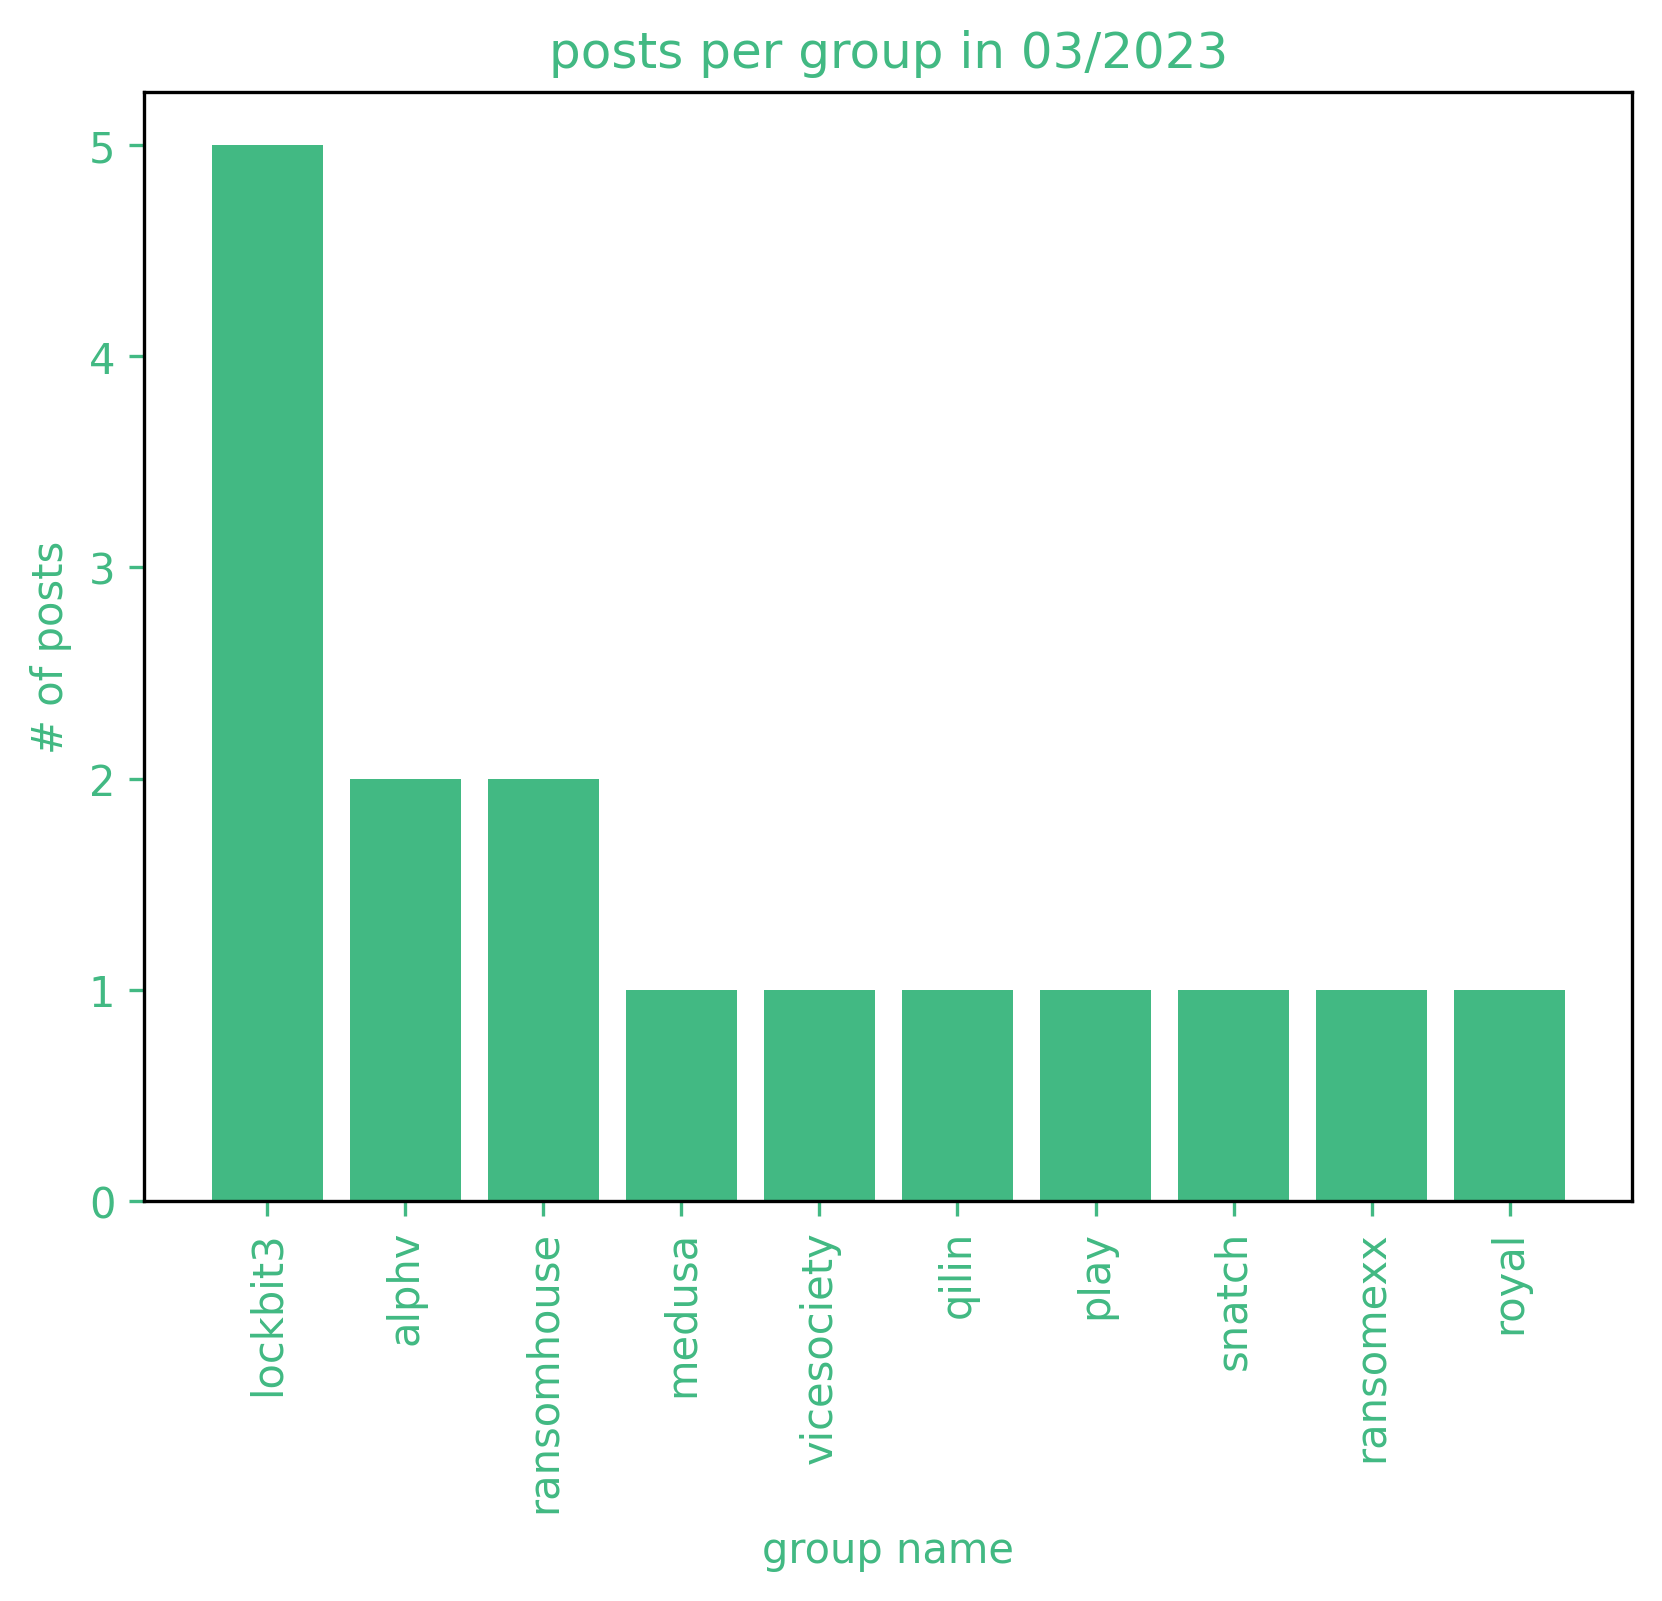 posts per group in 03/2023
# of posts
5
4
3
2
1
0
lockbit3
alphv
ransomhouse
medusa
vicesociety
qilin
play
snatch
ransomexx
royal
group name